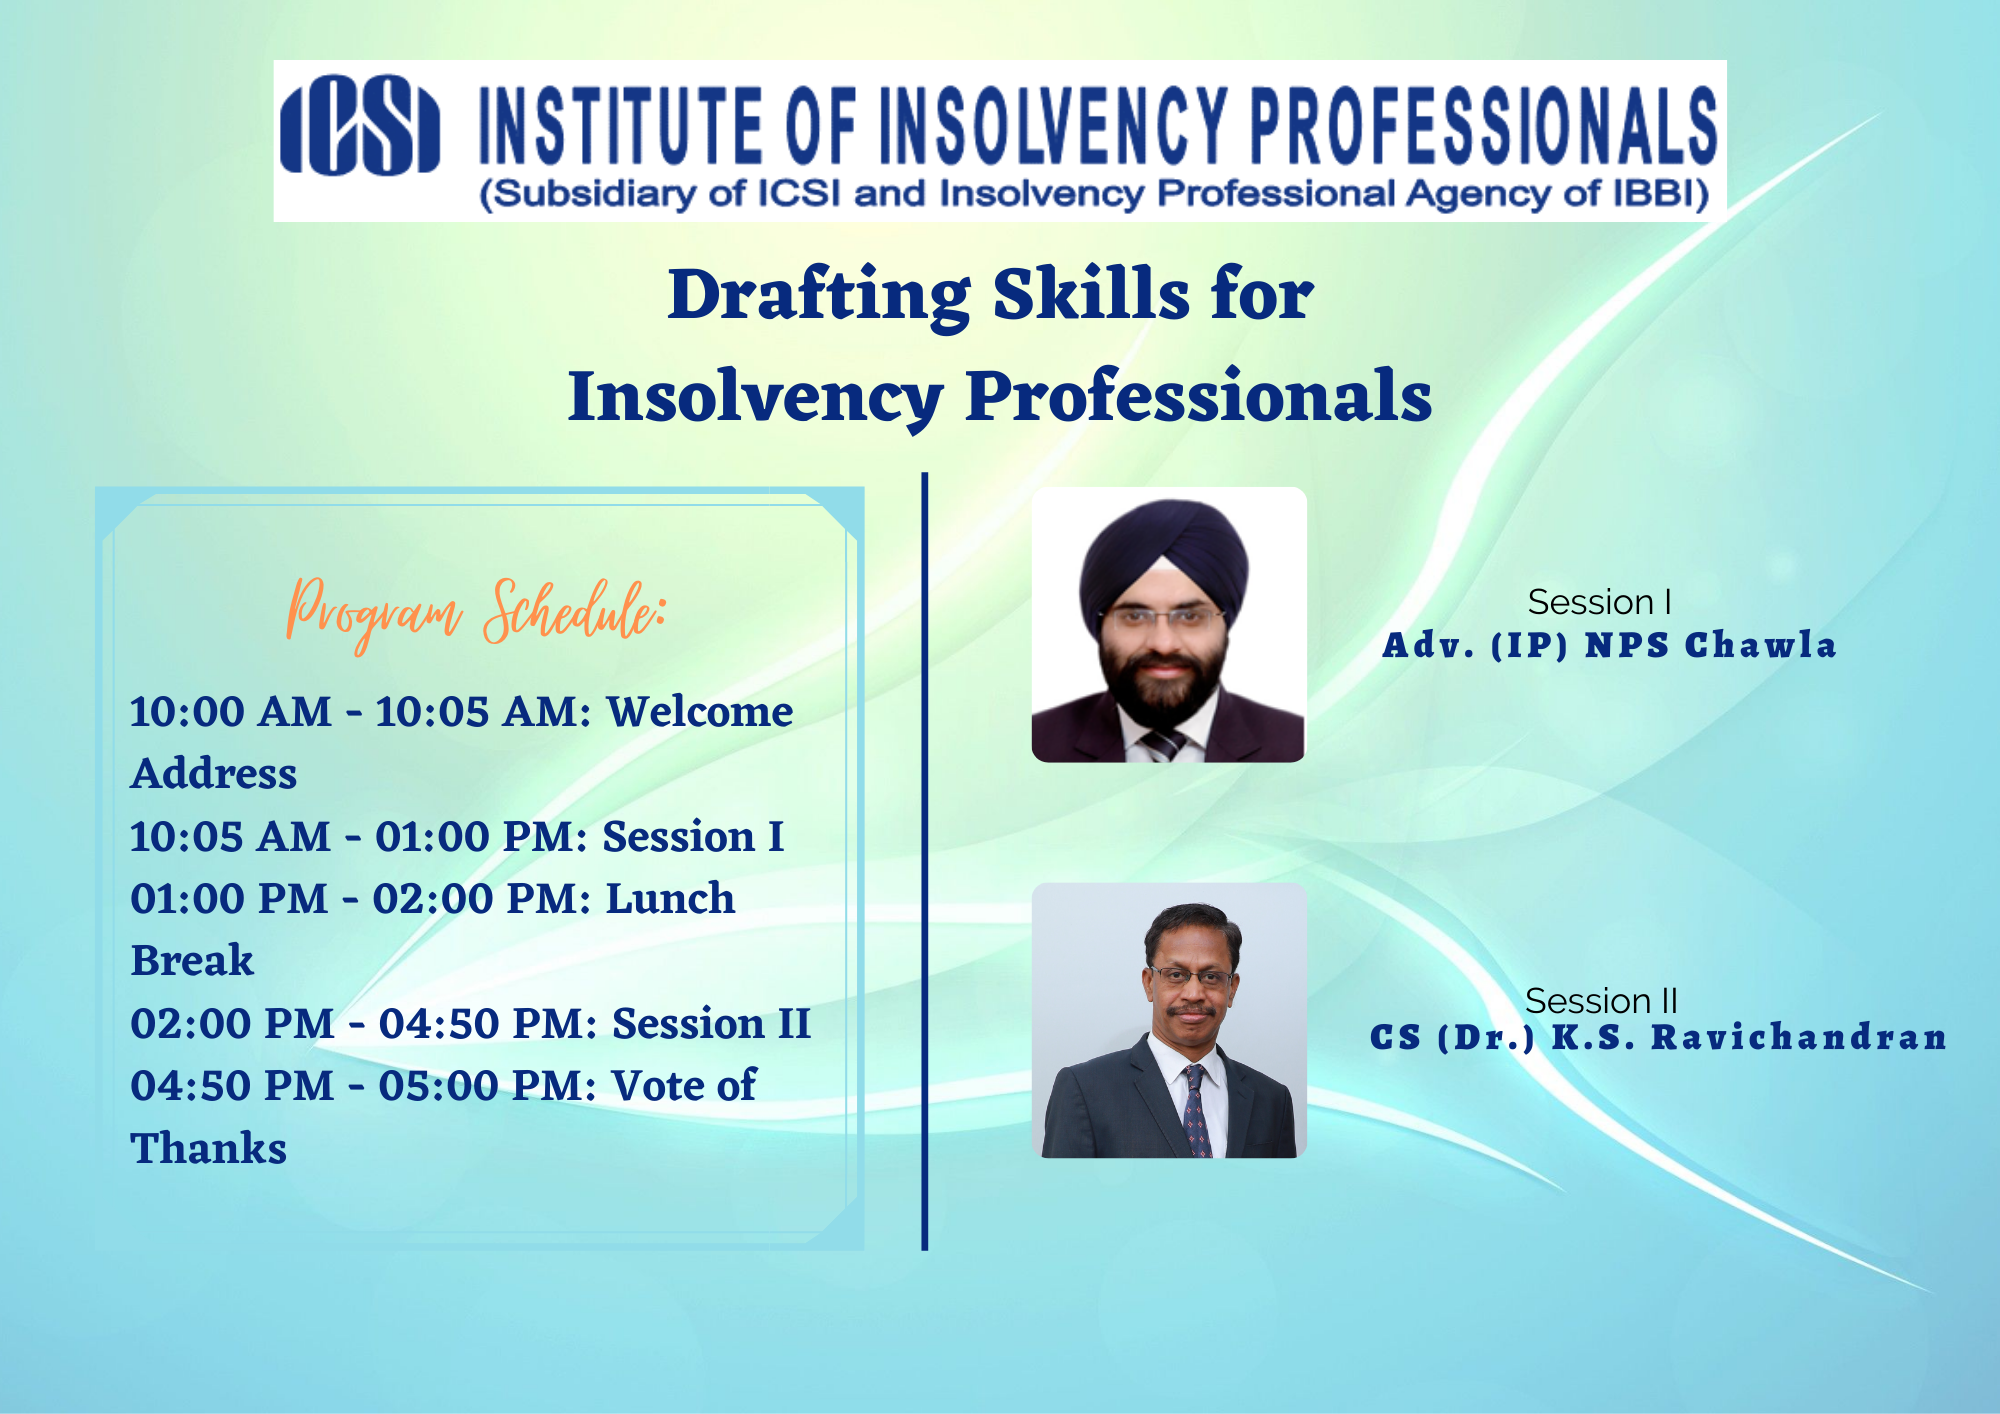 ICSI
INSTITUTE OF INSOLVENCY PROFESSIONALS
(Subsidiary of ICSI and Insolvency Professional Agency of IBBI)
Drafting Skills for
Insolvency Professionals
Program Schedule:
10:00 AM - 10:05 AM: Welcome
Address
10:05 AM - 01:00 PM: Session I
01:00 PM - 02:00 PM: Lunch
Break
02:00 PM - 04:50 PM: Session II
04:50 PM - 05:00 PM: Vote of
Thanks
Session I
Adv. (IP) NPS Chawla
Session II
CS (Dr.) K.S. Ravichandran